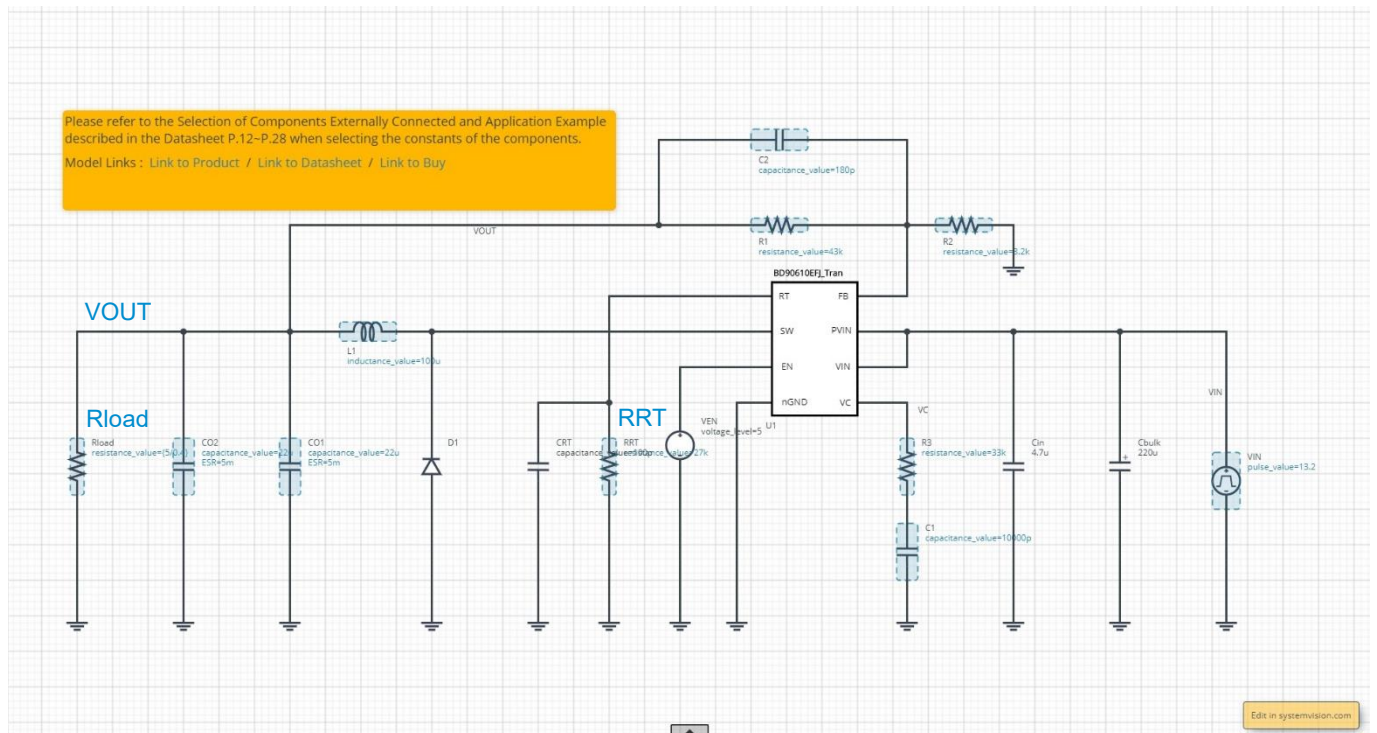 Please refer to the Selection of Components Externally Connected and Application Example
described in the Datasheet P.12~P.28 when selecting the constants of the components.
Model Links : Link to Product / Link to Datasheet / Link to Buy
C2
capacitance_value=180p
VOUT
R1
resistance_value=43k
R2
BD90610EFJ_Tran
RT
FB
VOUT
SW
PVIN
L1
inductance_value=100u
EN
VIN
nGND
VC
VC
U1
VIN
Rload
RRT
VEN
voltage_level=5
Rload
CO2
ESR=5m
CO1
capacitance_value=22u
ESR=5m
D1
CRT
RRT
R3
resistance_value=33k
Cin
4.7u
Cbulk
220u
VIN
pulse_value=13.2
C1
capacitance_value=10000p
Edit in systemvision.com